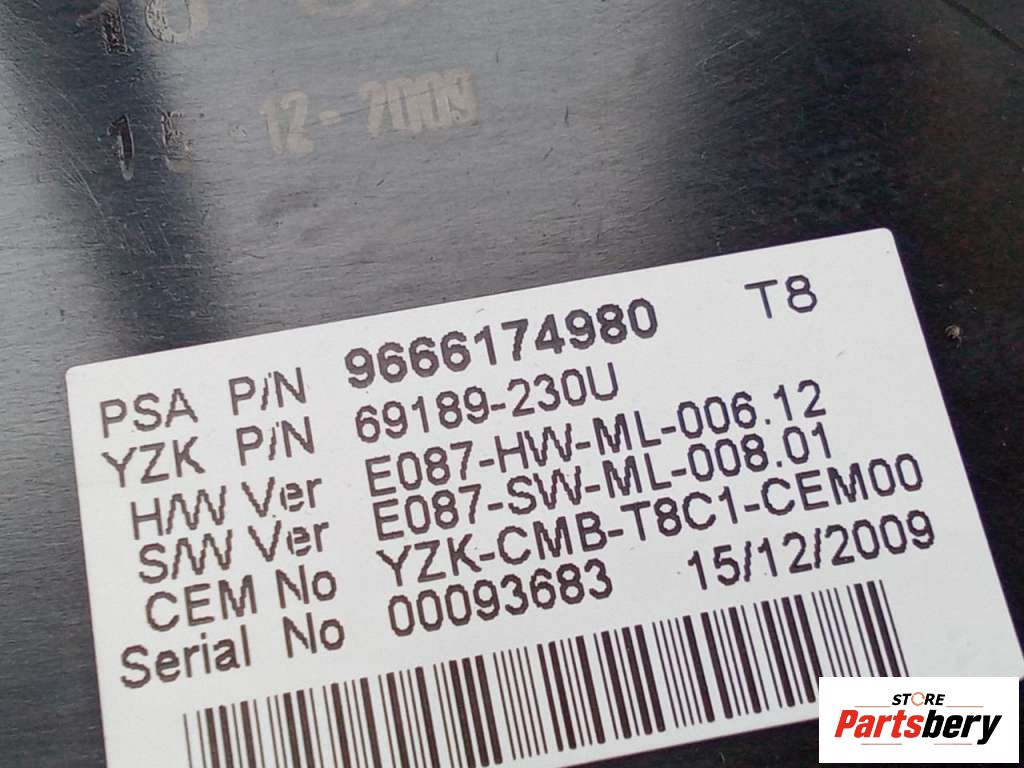 15-12-2009
T8
PSA P/N 9666174980
YZK P/N 69189-230U
H/W Ver E087-HW-ML-006.12
S/W Ver E087-SW-ML-008.01
CEM No YZK-CMB-T8C1-CEM00
Serial No 00093683 15/12/2009
STORE
Partsbery